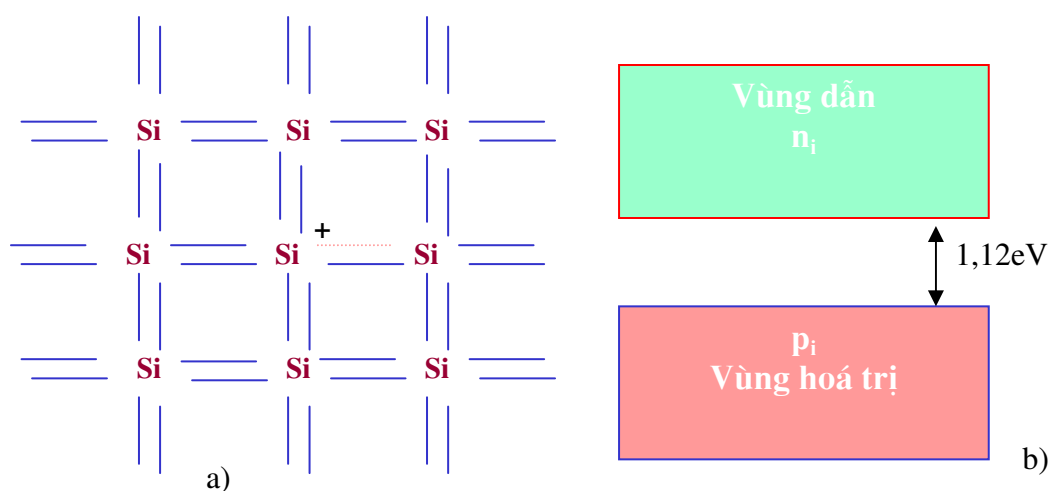 Si Si Si
+
Si Si Si
Si Si Si
a)
Vùng dẫn
nᵢ
1,12eV
pᵢ
Vùng hoá trị
b)